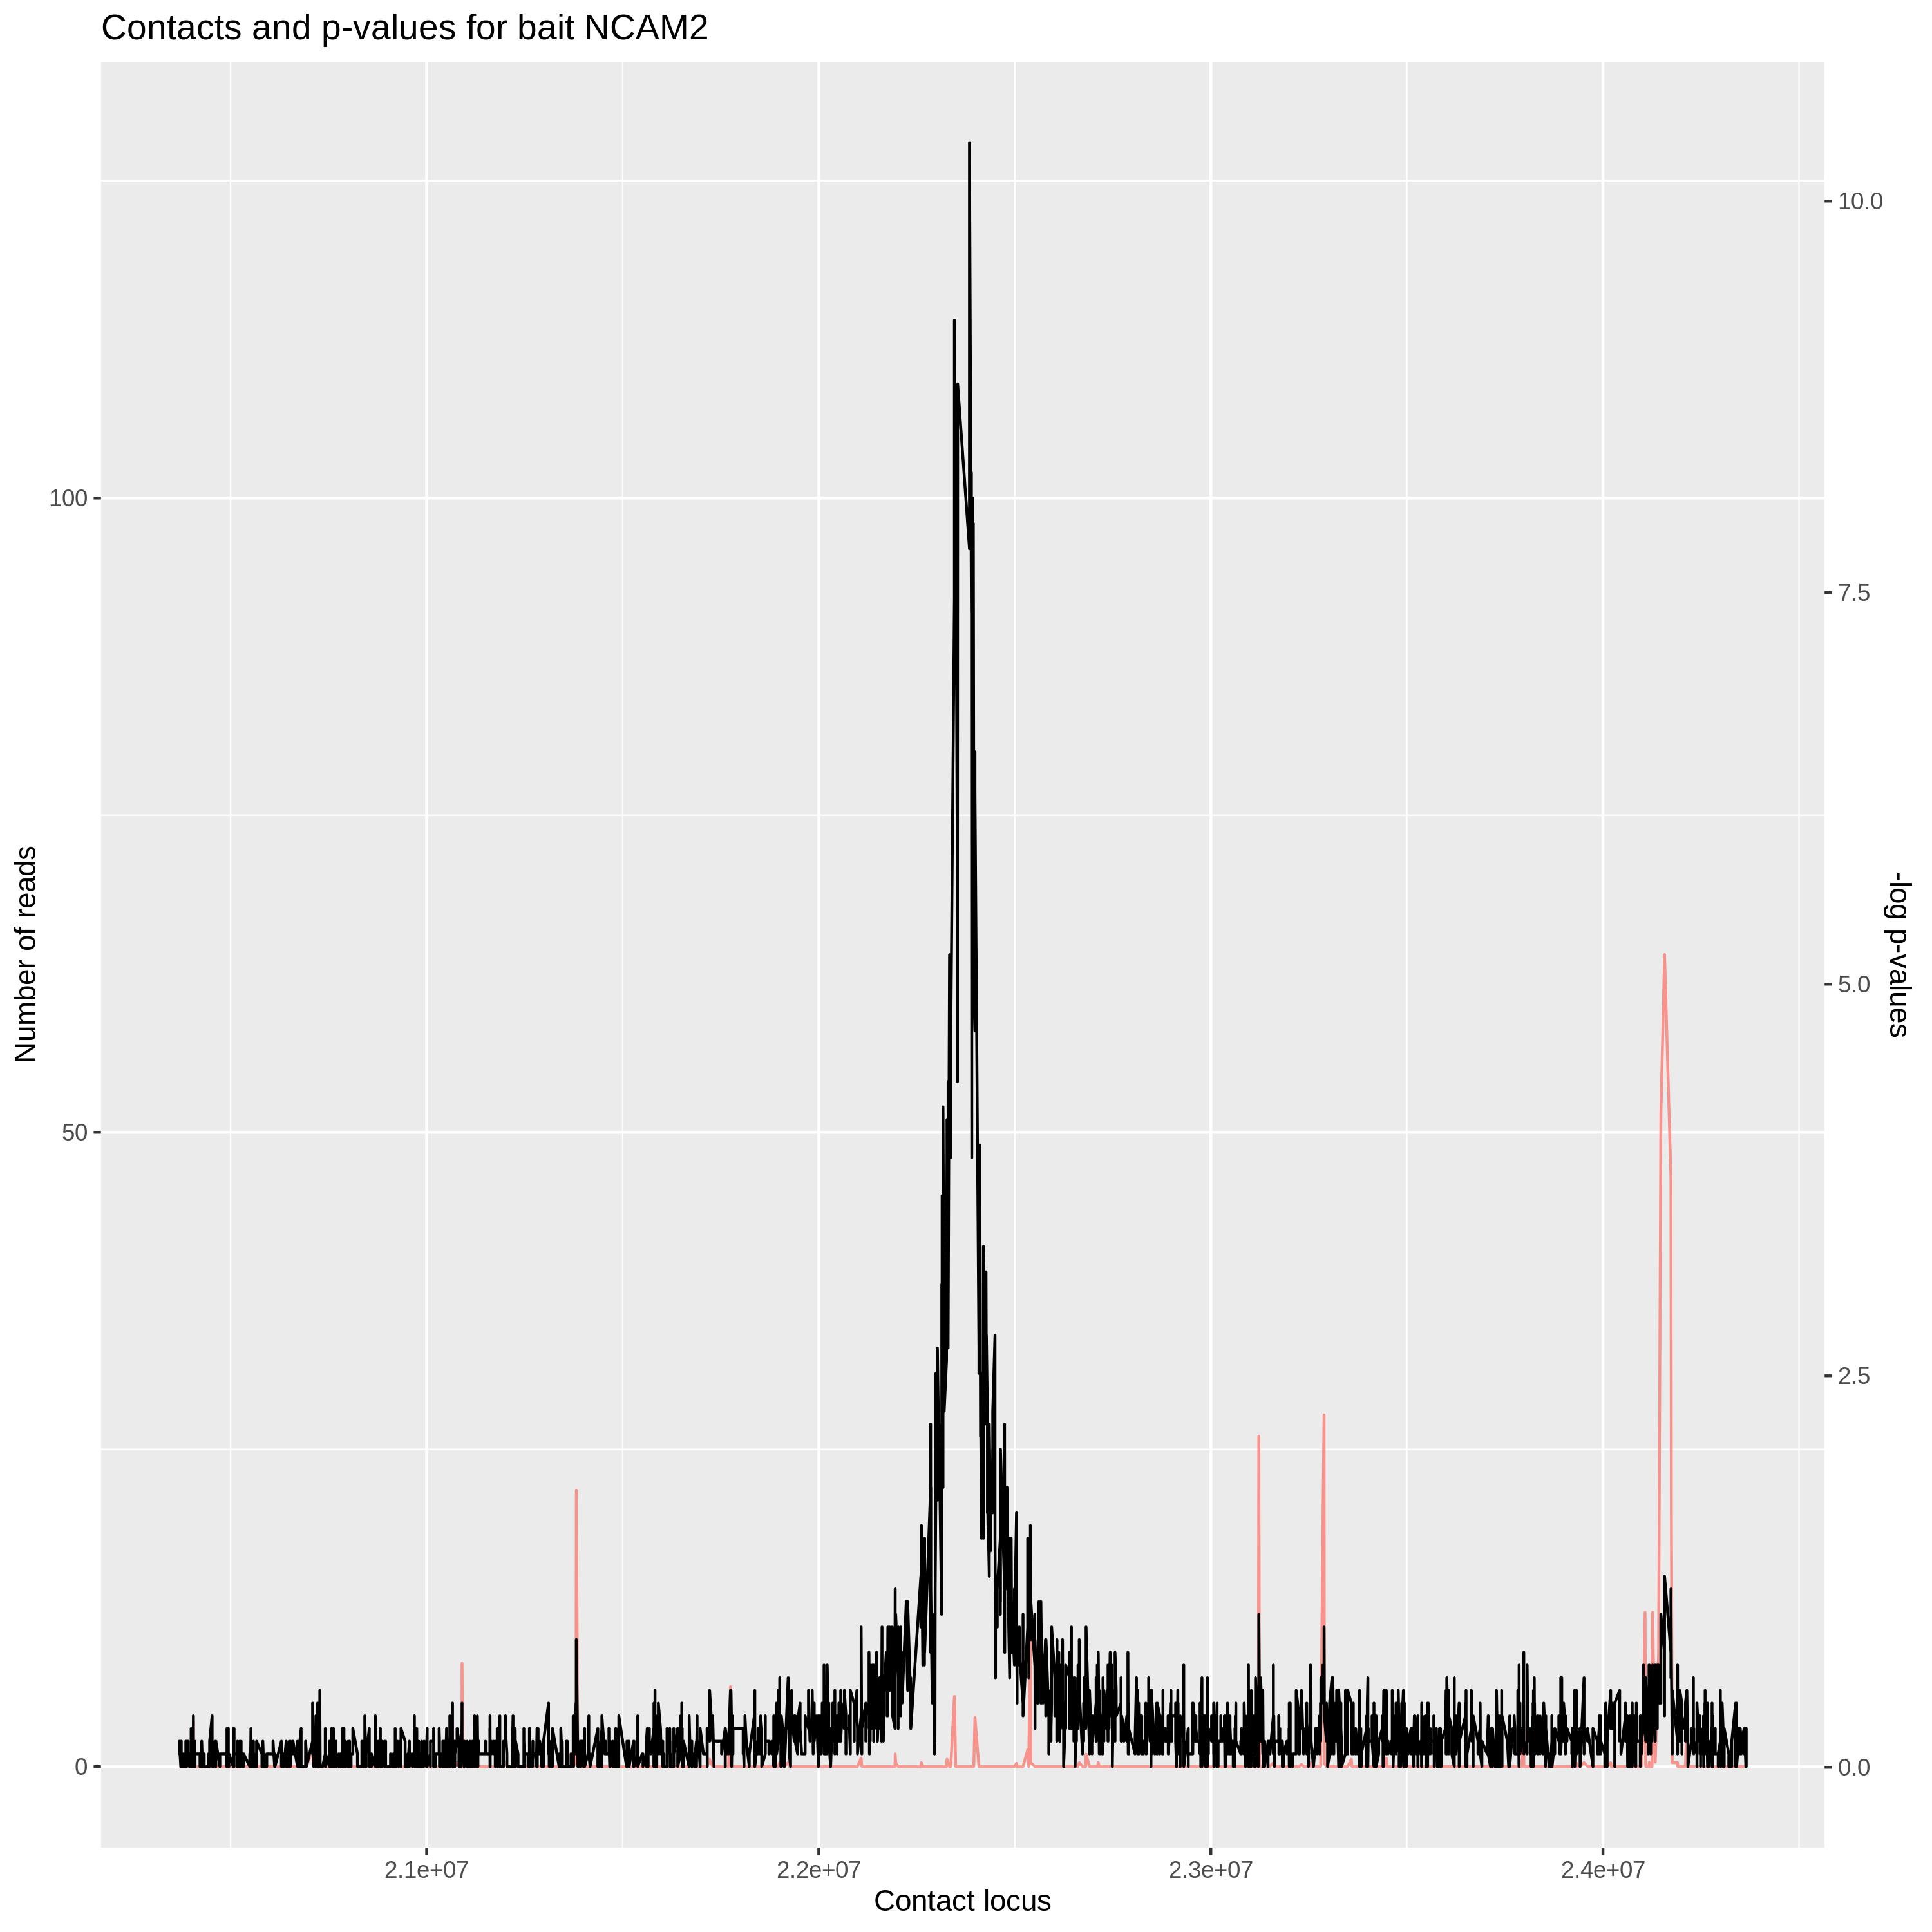 Contacts and p-values for bait NCAM2
Number of reads
100
50
0
10.0
7.5
5.0
2.5
0.0
-log p-values
2.1e+07 2.2e+07 2.3e+07 2.4e+07
Contact locus